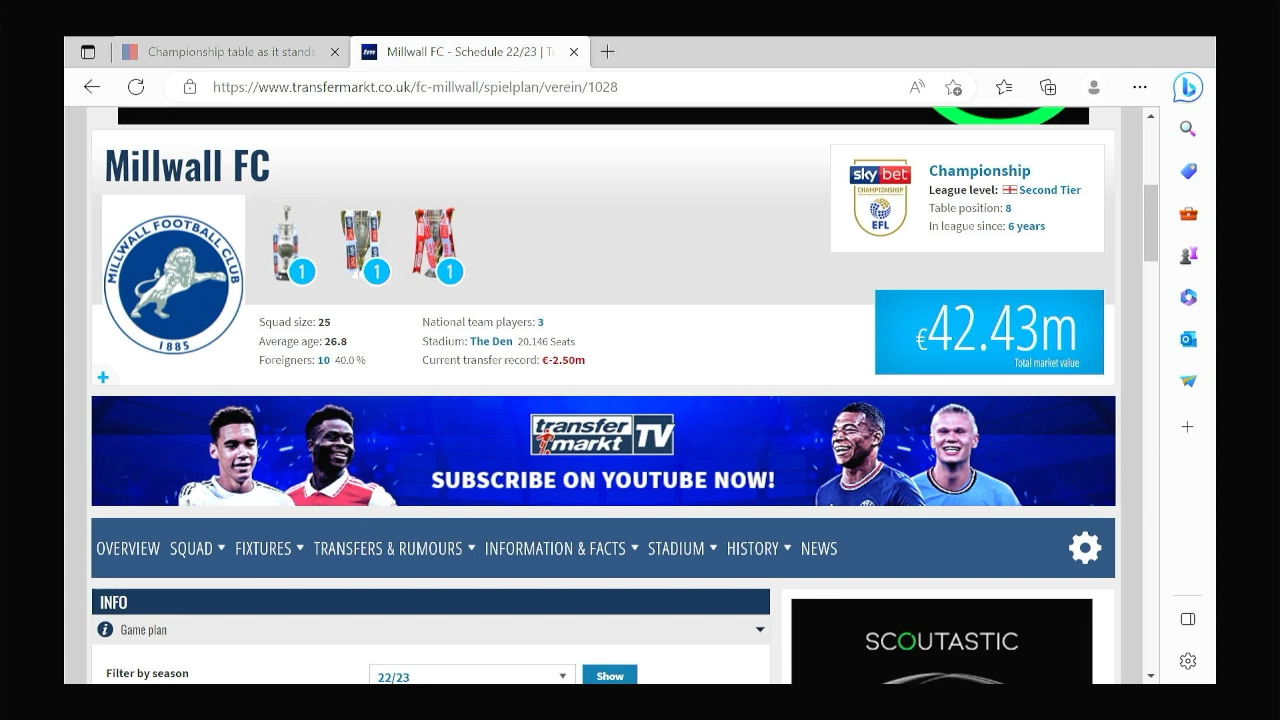 Championship table as it stands
Millwall FC - Schedule 22/23 | T
https://www.transfermarkt.co.uk/fc-millwall/spielplan/verein/1028
Millwall FC
sky bet
CHAMPIONSHIP
EFL
Championship
League level: Second Tier
Table position: 8
In league since: 6 years
MILLWALL FOOTBALL CLUB
1885
1
1
1
Squad size: 25
Average age: 26.8
Foreigners: 10 40.0 %
National team players: 3
Stadium: The Den 20.146 Seats
Current transfer record: €-2.50m
€42.43m
Total market value
transfer
markt TV
SUBSCRIBE ON YOUTUBE NOW!
OVERVIEW SQUAD FIXTURES TRANSFERS & RUMOURS INFORMATION & FACTS STADIUM HISTORY NEWS
INFO
Game plan
Filter by season
22/23
Show
SCOUTASTIC